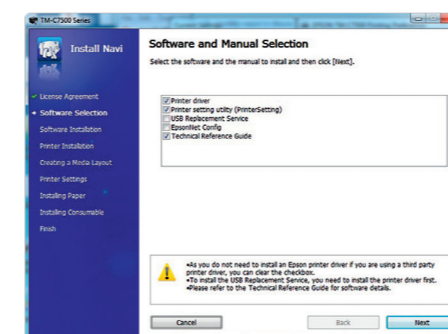 TM-C7500 Series
Install Navi
License Agreement
Software Selection
Software Installation
Printer Installation
Creating a Media Layout
Printer Settings
Installing Paper
Installing Consumable
Finish
Software and Manual Selection
Select the software and the manual to install and then click [Next].
Printer driver
Printer setting utility (PrinterSetting)
USB Replacement Service
EpsonNet Config
Technical Reference Guide
•As you do not need to install an Epson printer driver if you are using a third party
printer driver, you can clear the checkbox.
•To install the USB Replacement Service, you need to install the printer driver first.
•Please refer to the Technical Reference Guide for software details.
Cancel
Back
Next